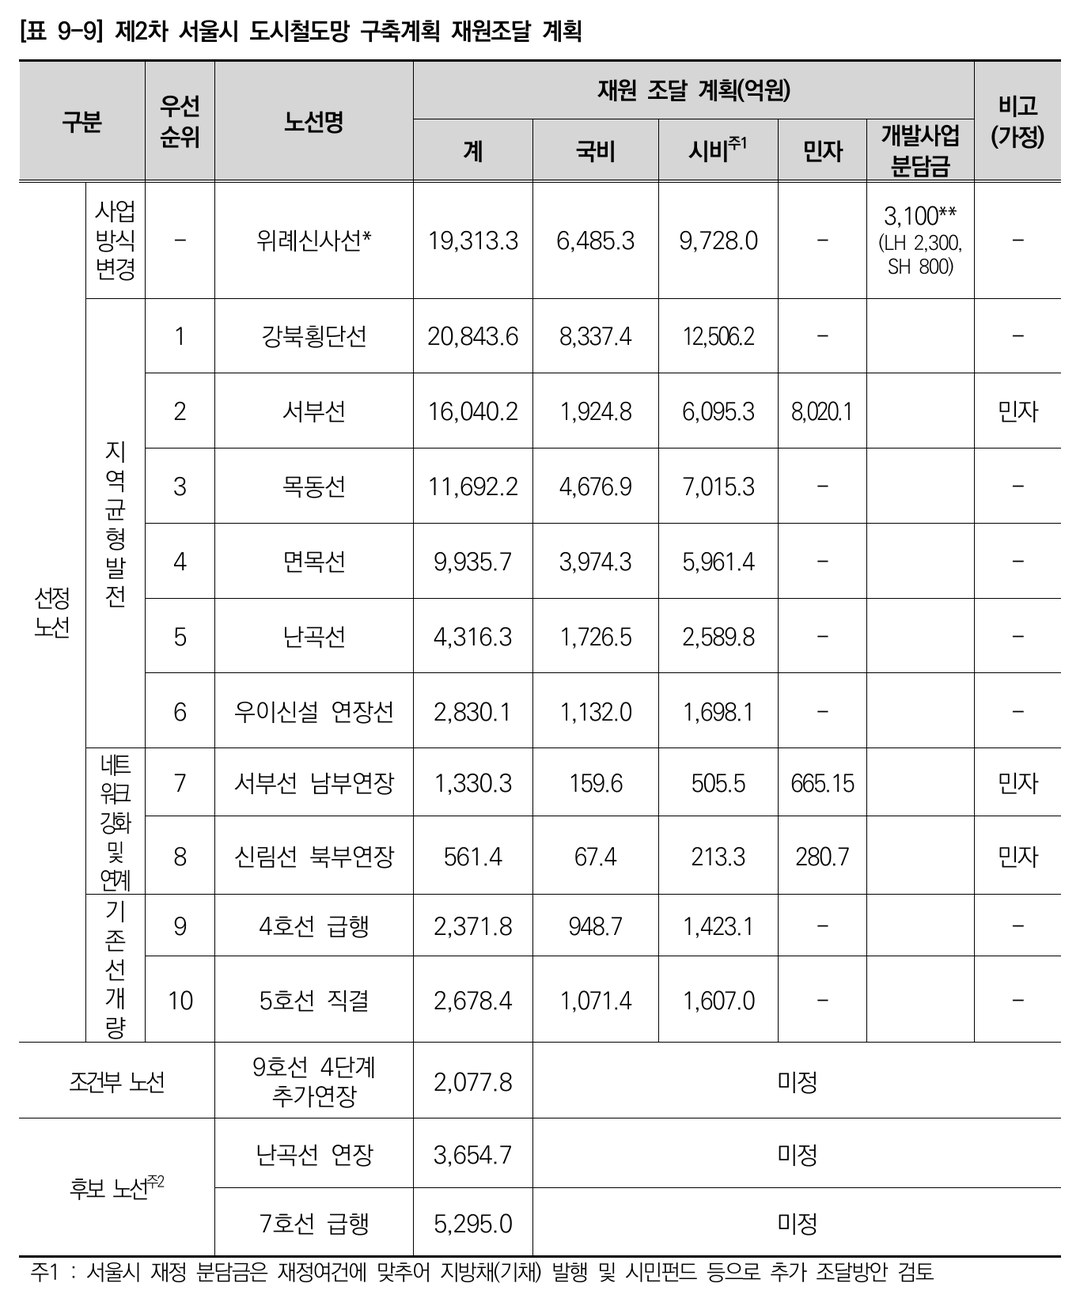 [표 9-9] 제2차 서울시 도시철도망 구축계획 재원조달 계획
구분 우선순위 노선명 재원 조달 계획(억원) 비고(가정)
계 국비 시비주1 민자 개발사업 분담금
선정노선
사업방식변경 – 위례신사선* 19,313.3 6,485.3 9,728.0 – 3,100** (LH 2,300, SH 800) –
지역균형발전
1 강북횡단선 20,843.6 8,337.4 12,506.2 – –
2 서부선 16,040.2 1,924.8 6,095.3 8,020.1 민자
3 목동선 11,692.2 4,676.9 7,015.3 – –
4 면목선 9,935.7 3,974.3 5,961.4 – –
5 난곡선 4,316.3 1,726.5 2,589.8 – –
6 우이신설 연장선 2,830.1 1,132.0 1,698.1 – –
네트워크 강화 및 연계
7 서부선 남부연장 1,330.3 159.6 505.5 665.15 민자
8 신림선 북부연장 561.4 67.4 213.3 280.7 민자
기존선개량
9 4호선 급행 2,371.8 948.7 1,423.1 – –
10 5호선 직결 2,678.4 1,071.4 1,607.0 – –
조건부 노선 9호선 4단계 추가연장 2,077.8 미정
후보 노선주2
난곡선 연장 3,654.7 미정
7호선 급행 5,295.0 미정
주1 : 서울시 재정 분담금은 재정여건에 맞추어 지방채(기채) 발행 및 시민펀드 등으로 추가 조달방안 검토